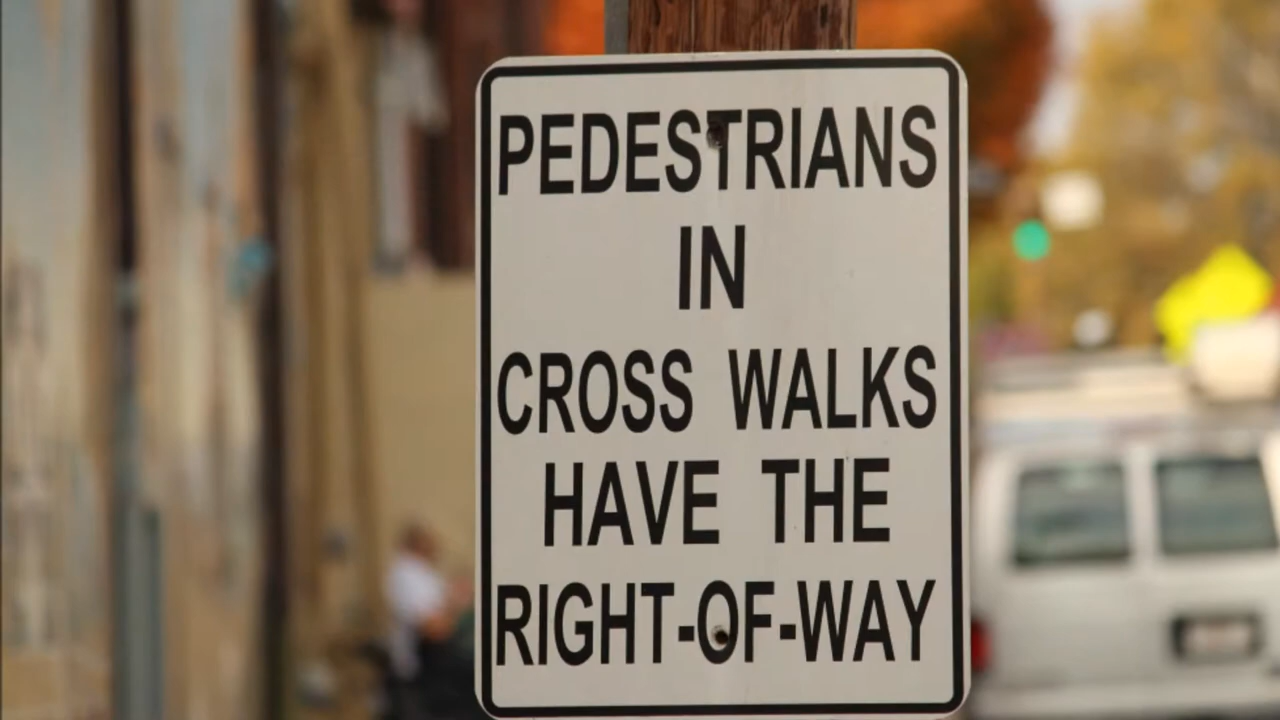 PEDESTRIANS
IN
CROSS WALKS
HAVE THE
RIGHT-OF-WAY